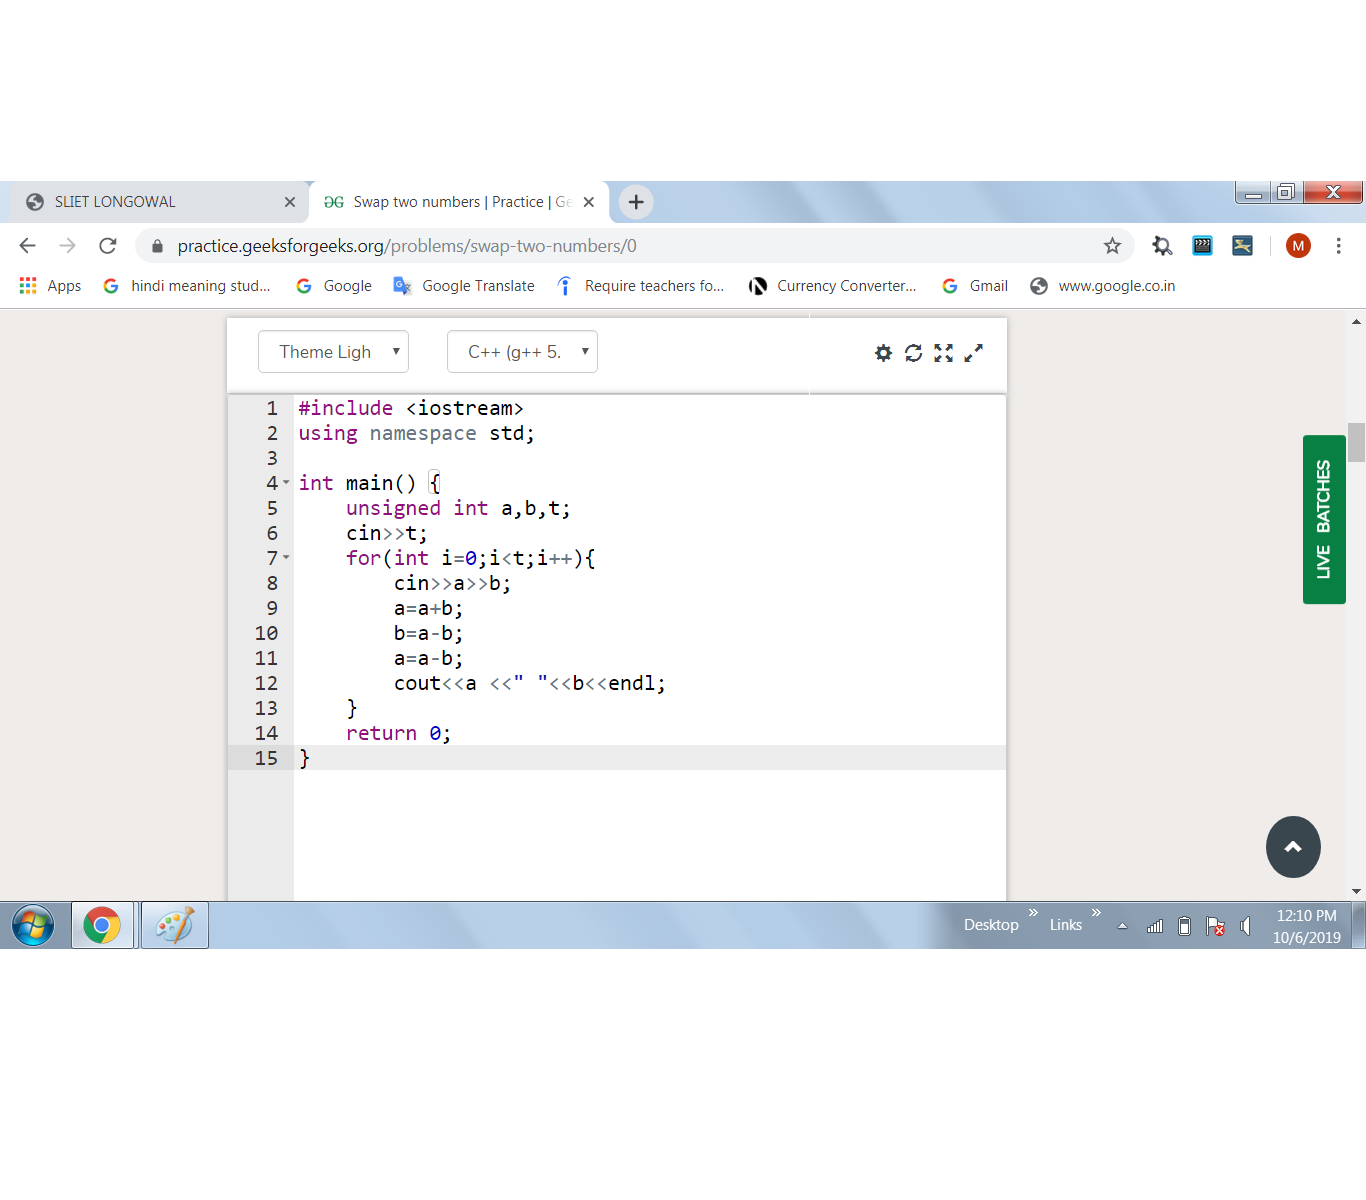 SLIET LONGOWAL
Swap two numbers | Practice | Ge
practice.geeksforgeeks.org/problems/swap-two-numbers/0
M
Apps hindi meaning stud... Google Google Translate Require teachers fo... Currency Converter... Gmail www.google.co.in
Theme Ligh C++ (g++ 5.
1 #include <iostream>
2 using namespace std;
3
4 int main() {
5 unsigned int a,b,t;
6 cin>>t;
7 for(int i=0;i<t;i++){
8 cin>>a>>b;
9 a=a+b;
10 b=a-b;
11 a=a-b;
12 cout<<a <<" "<<b<<endl;
13 }
14 return 0;
15 }
LIVE BATCHES
Desktop » Links »
12:10 PM
10/6/2019